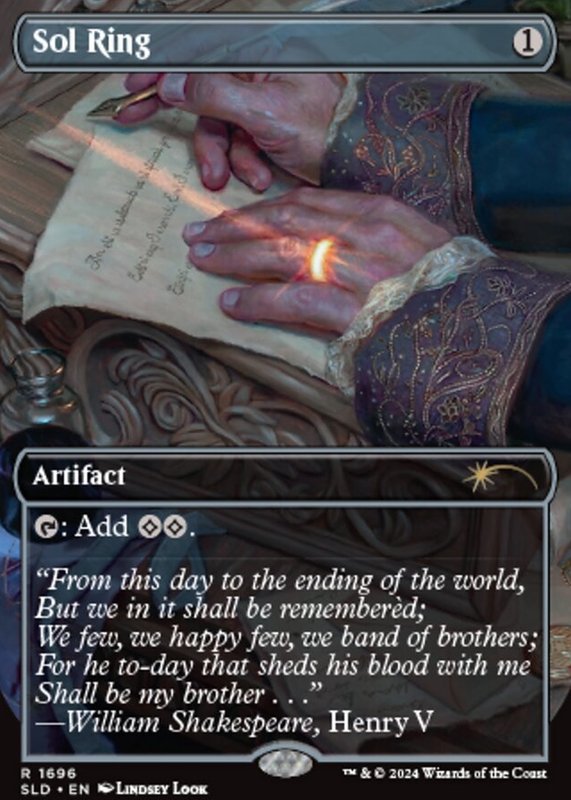 Sol Ring
1
Artifact
: Add .
“From this day to the ending of the world,
But we in it shall be rememberèd;
We few, we happy few, we band of brothers;
For he to-day that sheds his blood with me
Shall be my brother . . .”
—William Shakespeare, Henry V
R 1696
SLD • EN Lindsey Look
™ & © 2024 Wizards of the Coast